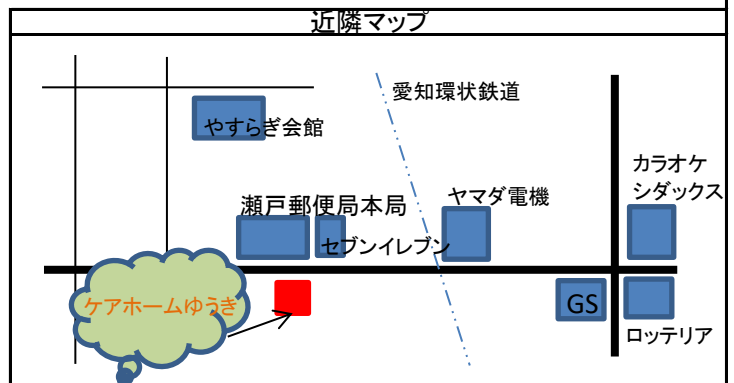 近隣マップ
愛知環状鉄道
やすらぎ会館
カラオケ
シダックス
ヤマダ電機
瀬戸郵便局本局
セブンイレブン
ケアホームゆうき
GS
ロッテリア